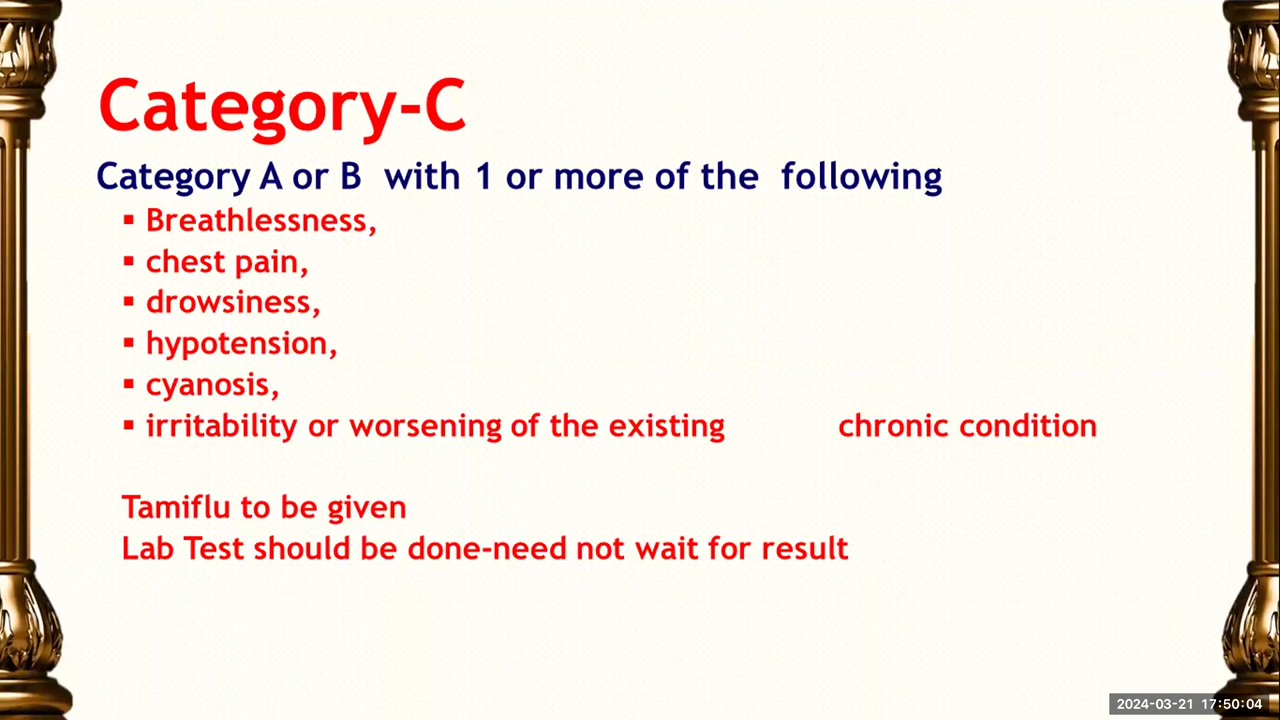 Category-C
Category A or B with 1 or more of the following
▪ Breathlessness,
▪ chest pain,
▪ drowsiness,
▪ hypotension,
▪ cyanosis,
▪ irritability or worsening of the existing chronic condition
Tamiflu to be given
Lab Test should be done-need not wait for result
2024-03-21 17:50:04